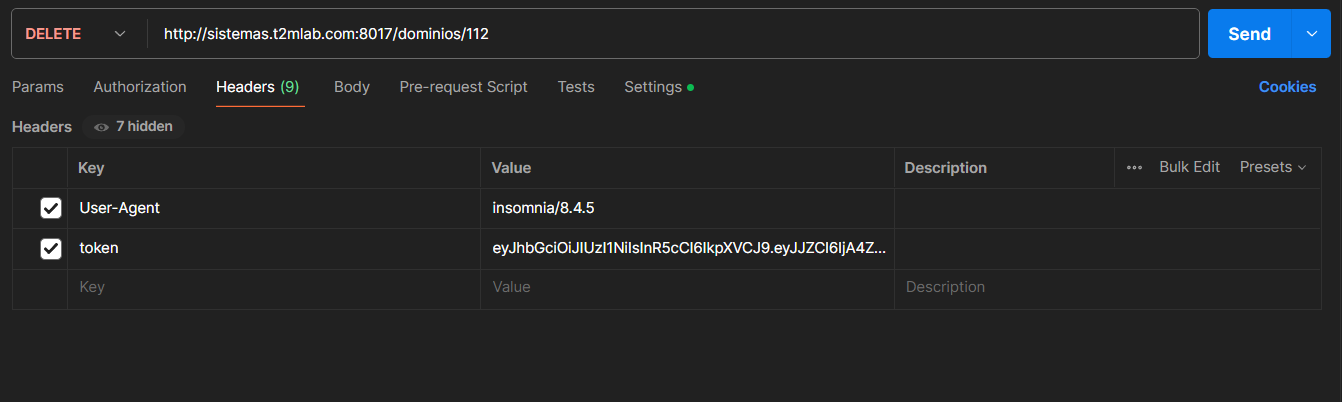 DELETE http://sistemas.t2mlab.com:8017/dominios/112 Send
Params Authorization Headers (9) Body Pre-request Script Tests Settings Cookies
Headers 7 hidden
Key Value Description Bulk Edit Presets
User-Agent insomnia/8.4.5
token eyJhbGciOiJIUzI1NiIsInR5cCI6IkpXVCJ9.eyJJZCI6IjA4Z...
Key Value Description